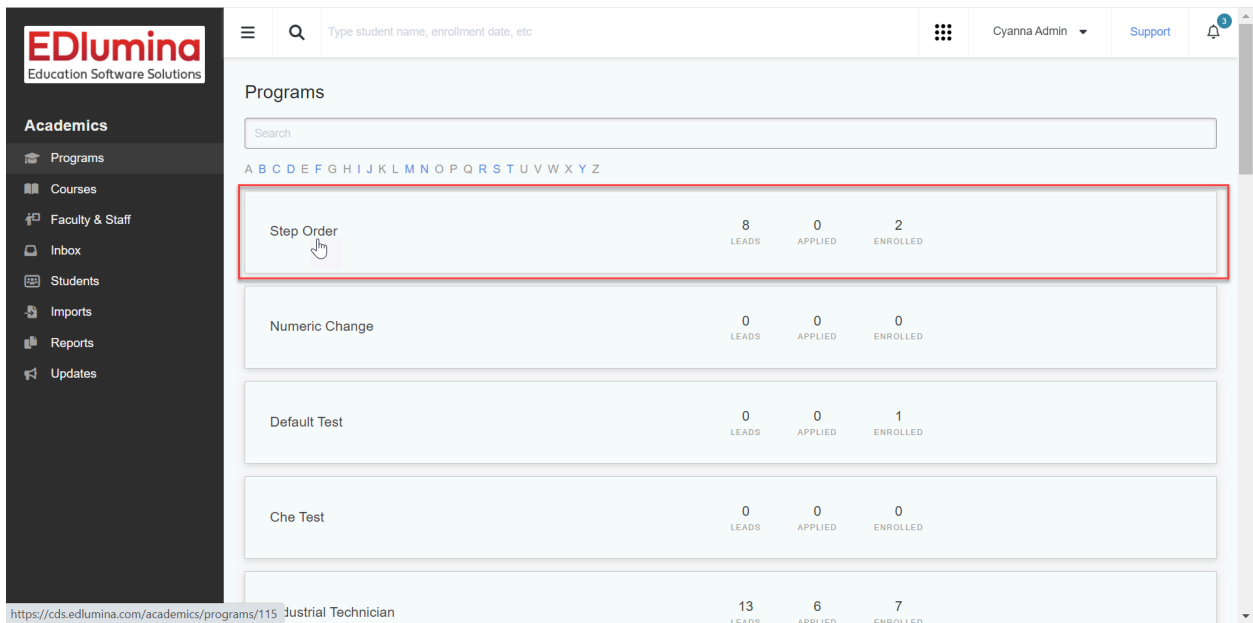 EDlumina
Education Software Solutions
Type student name, enrollment date, etc
Cyanna Admin
Support
3
Academics
Programs
Courses
Faculty & Staff
Inbox
Students
Imports
Reports
Updates
Programs
Search
A B C D E F G H I J K L M N O P Q R S T U V W X Y Z
Step Order
8 0 2
LEADS APPLIED ENROLLED
Numeric Change
0 0 0
LEADS APPLIED ENROLLED
Default Test
0 0 1
LEADS APPLIED ENROLLED
Che Test
0 0 0
LEADS APPLIED ENROLLED
dustrial Technician
13 6 7
LEADS APPLIED ENROLLED
https://cds.edlumina.com/academics/programs/115